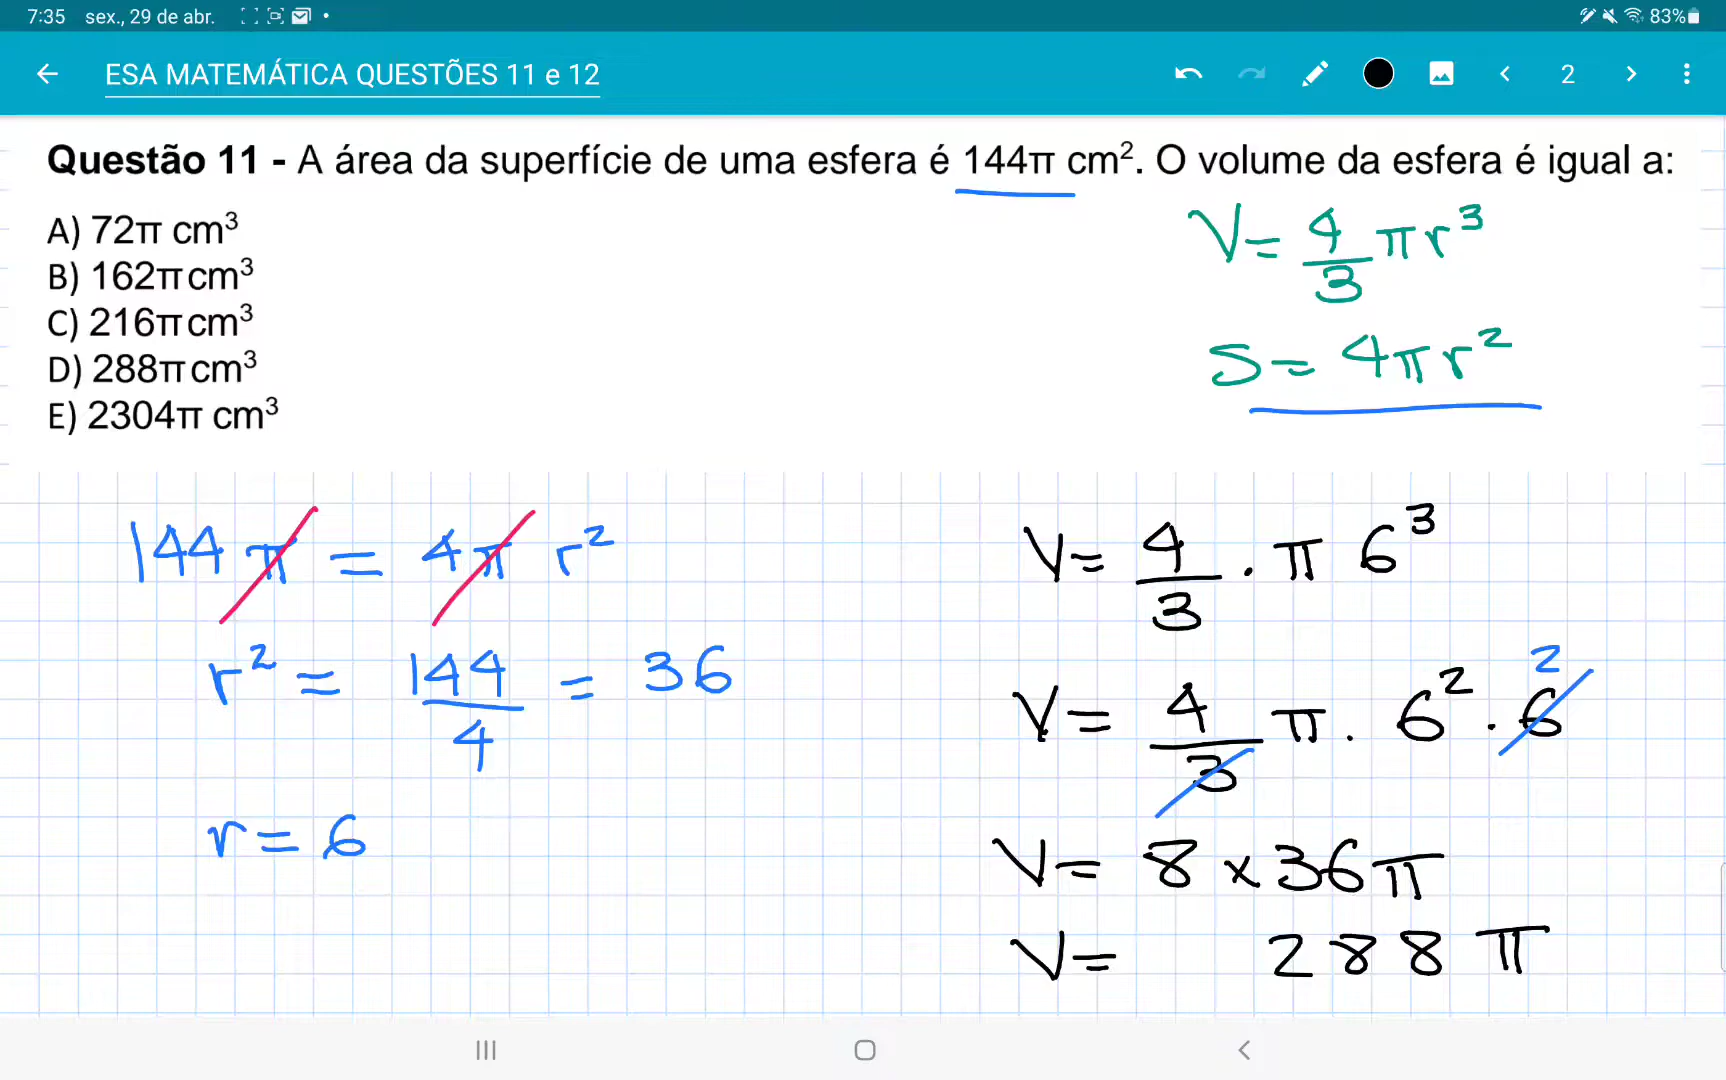 7:35 sex., 29 de abr. 83%
ESA MATEMÁTICA QUESTÕES 11 e 12 2
Questão 11 - A área da superfície de uma esfera é 144π cm². O volume da esfera é igual a:
A) 72π cm³
B) 162π cm³
C) 216π cm³
D) 288π cm³
E) 2304π cm³
V = 4/3 πr³
S = 4πr²
144π = 4π r²
r² = 144/4 = 36
r = 6
V = 4/3 . π 6³
V = 4/3 π . 6² . 6 2
V = 8 x 36π
V = 288 π